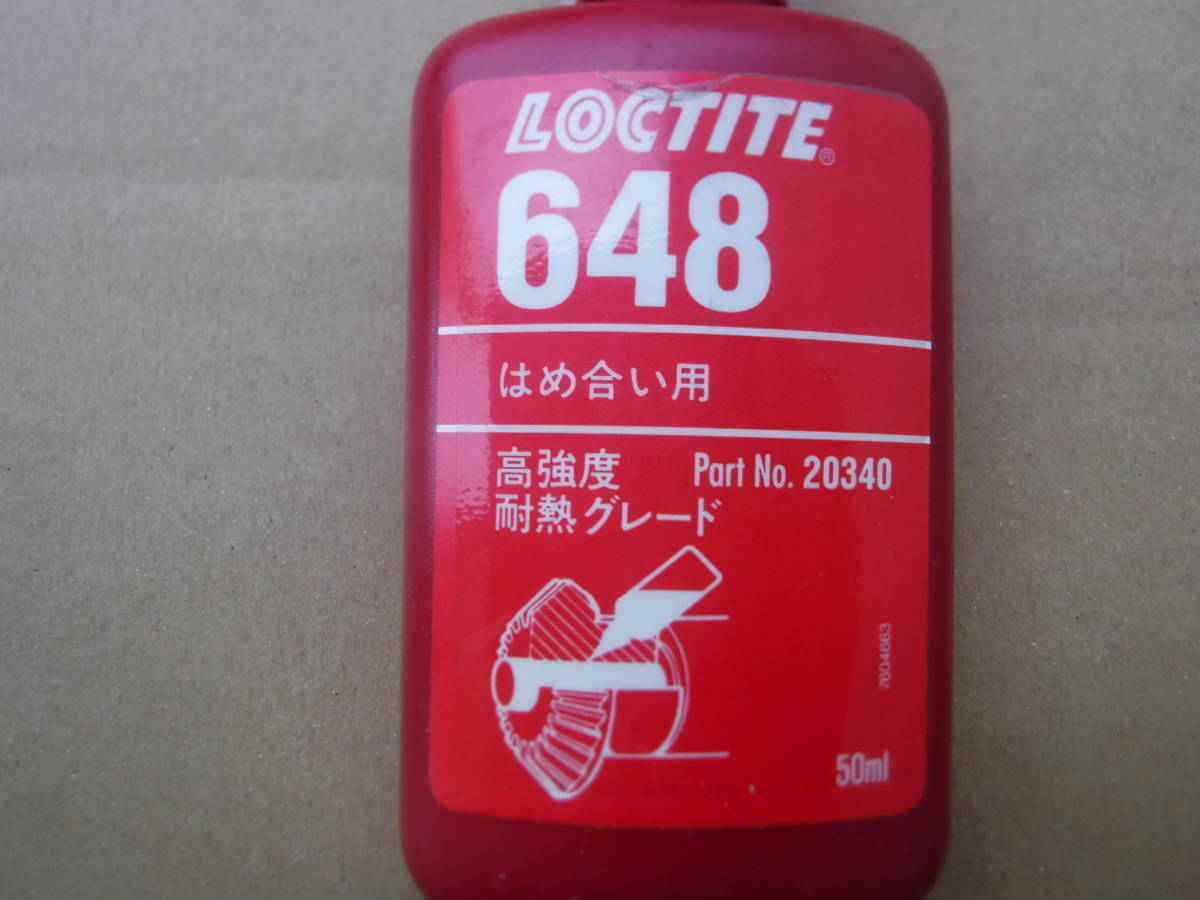 LOCTITE®
648
はめ合い用
高強度 Part No. 20340
耐熱グレード
7604663
50ml